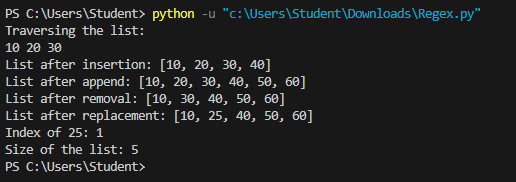 PS C:\Users\Student> python -u "c:\Users\Student\Downloads\Regex.py"
Traversing the list:
10 20 30
List after insertion: [10, 20, 30, 40]
List after append: [10, 20, 30, 40, 50, 60]
List after removal: [10, 30, 40, 50, 60]
List after replacement: [10, 25, 40, 50, 60]
Index of 25: 1
Size of the list: 5
PS C:\Users\Student>